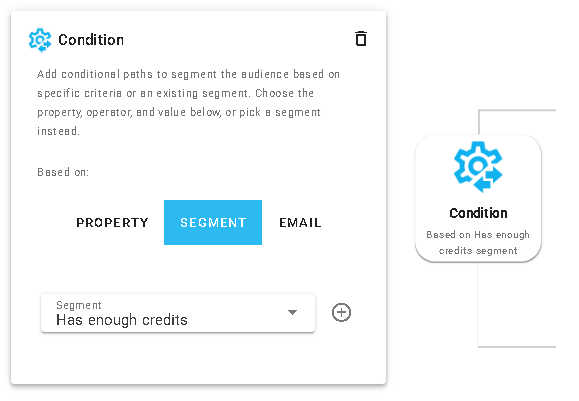 Condition
Add conditional paths to segment the audience based on
specific criteria or an existing segment. Choose the
property, operator, and value below, or pick a segment
instead.
Based on:
PROPERTY SEGMENT EMAIL
Segment
Has enough credits
Condition
Based on Has enough
credits segment